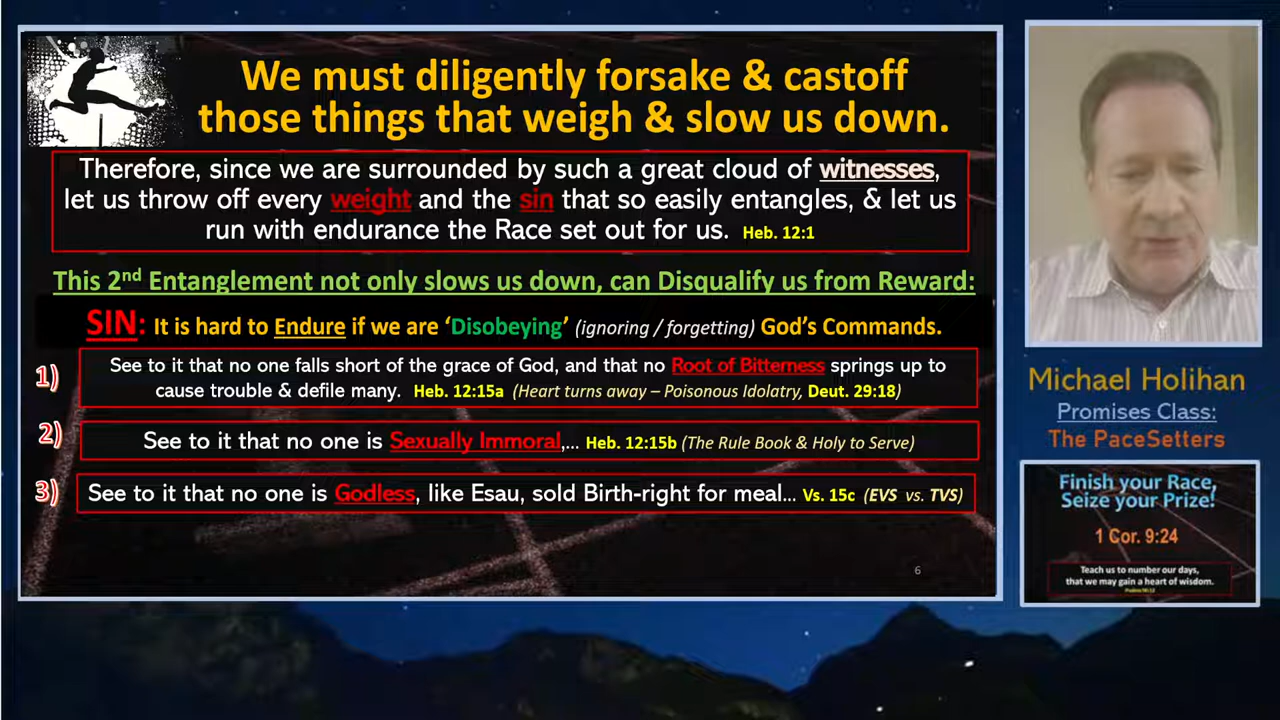 We must diligently forsake & castoff
those things that weigh & slow us down.
Therefore, since we are surrounded by such a great cloud of witnesses,
let us throw off every weight and the sin that so easily entangles, & let us
run with endurance the Race set out for us. Heb. 12:1
This 2nd Entanglement not only slows us down, can Disqualify us from Reward:
SIN: It is hard to Endure if we are ‘Disobeying’ (ignoring / forgetting) God’s Commands.
1) See to it that no one falls short of the grace of God, and that no Root of Bitterness springs up to
cause trouble & defile many. Heb. 12:15a (Heart turns away – Poisonous Idolatry, Deut. 29:18)
2) See to it that no one is Sexually Immoral,... Heb. 12:15b (The Rule Book & Holy to Serve)
3) See to it that no one is Godless, like Esau, sold Birth-right for meal... Vs. 15c (EVS vs. TVS)
6
Michael Holihan
Promises Class:
The PaceSetters
Finish your Race,
Seize your Prize!
1 Cor. 9:24
Teach us to number our days,
that we may gain a heart of wisdom.